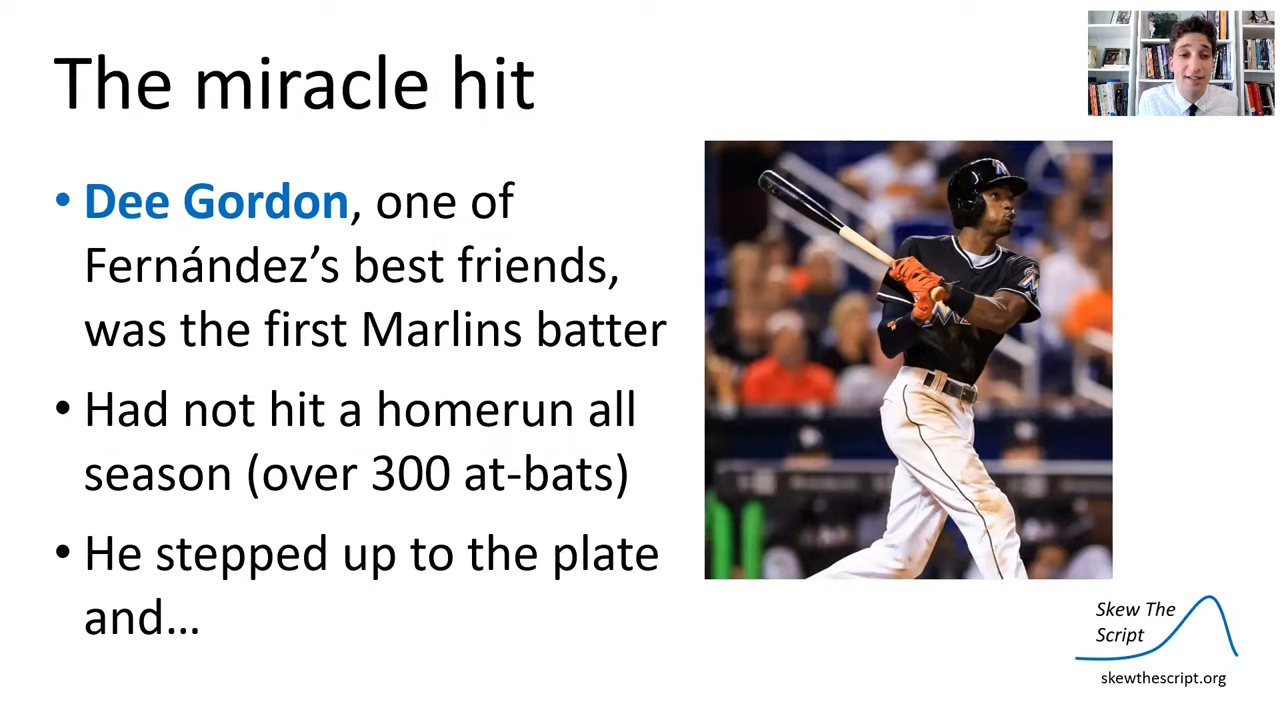 The miracle hit
• Dee Gordon, one of
Fernández’s best friends,
was the first Marlins batter
• Had not hit a homerun all
season (over 300 at-bats)
• He stepped up to the plate
and…
Skew The
Script
skewthescript.org